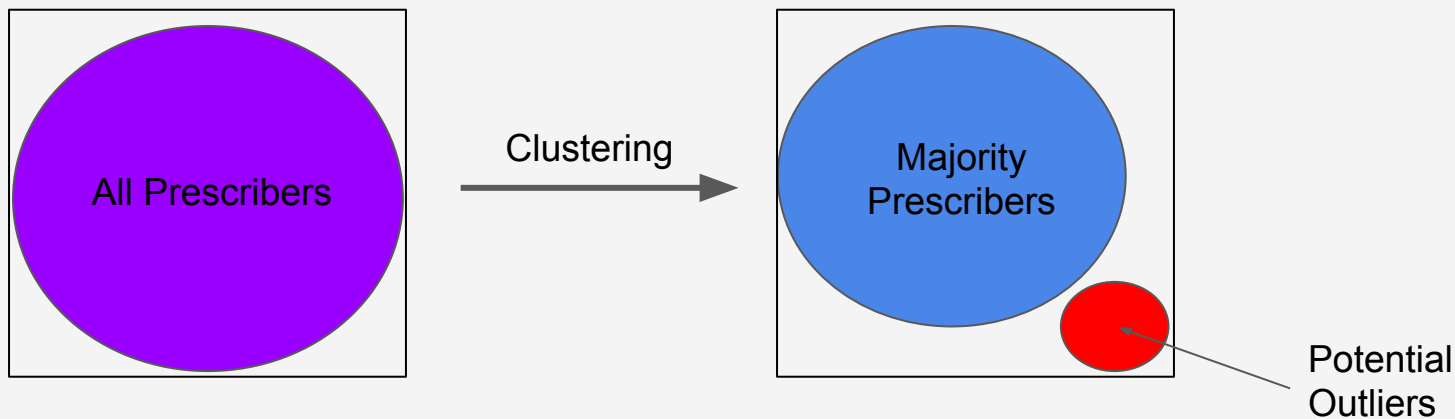 All Prescribers
Clustering
Majority
Prescribers
Potential
Outliers